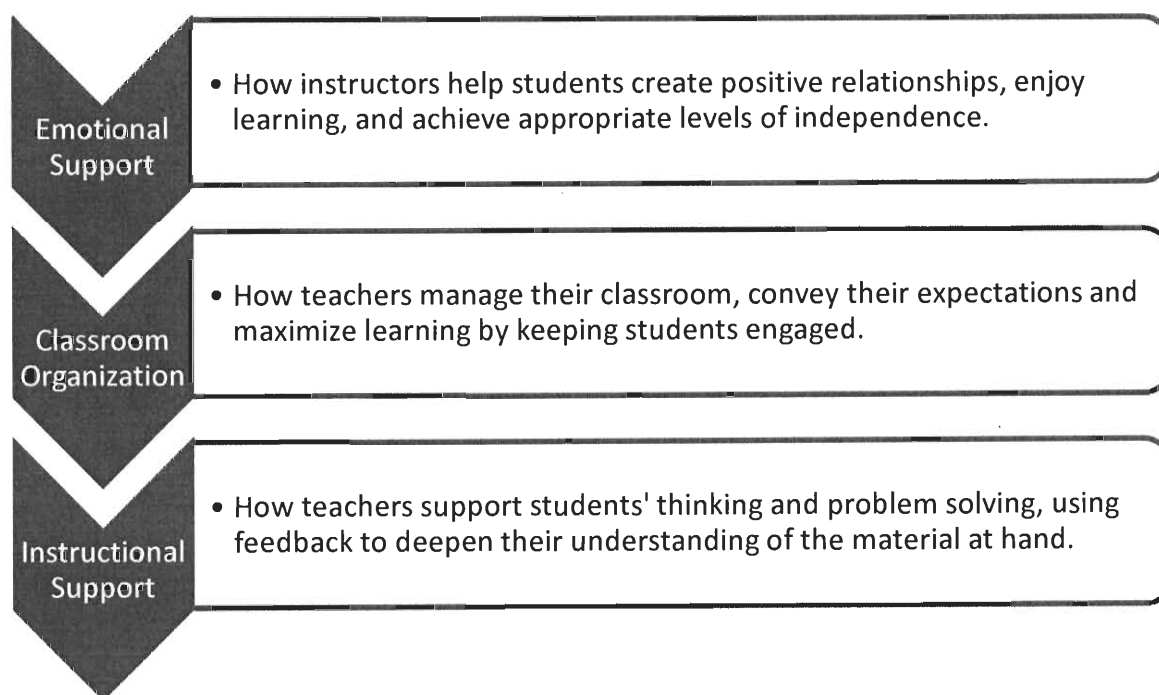 Emotional
Support
• How instructors help students create positive relationships, enjoy
learning, and achieve appropriate levels of independence.
Classroom
Organization
• How teachers manage their classroom, convey their expectations and
maximize learning by keeping students engaged.
Instructional
Support
• How teachers support students' thinking and problem solving, using
feedback to deepen their understanding of the material at hand.